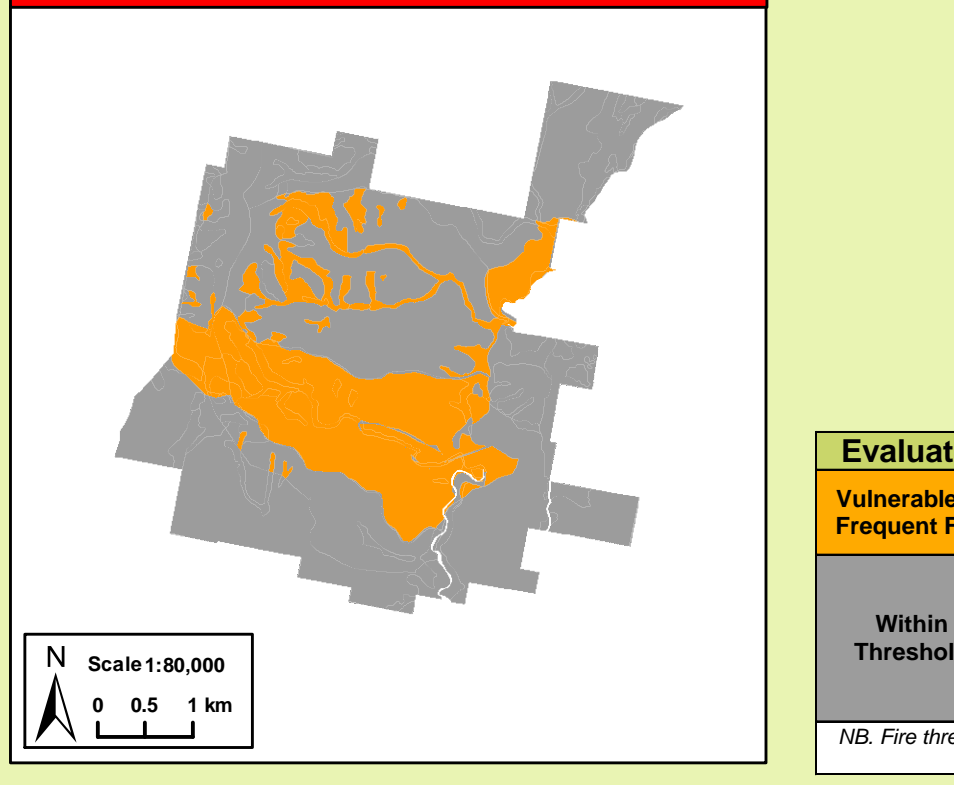 N
Scale 1:80,000
0 0.5 1 km
Evaluat
Vulnerable
Frequent F
Within
Threshol
NB. Fire thre